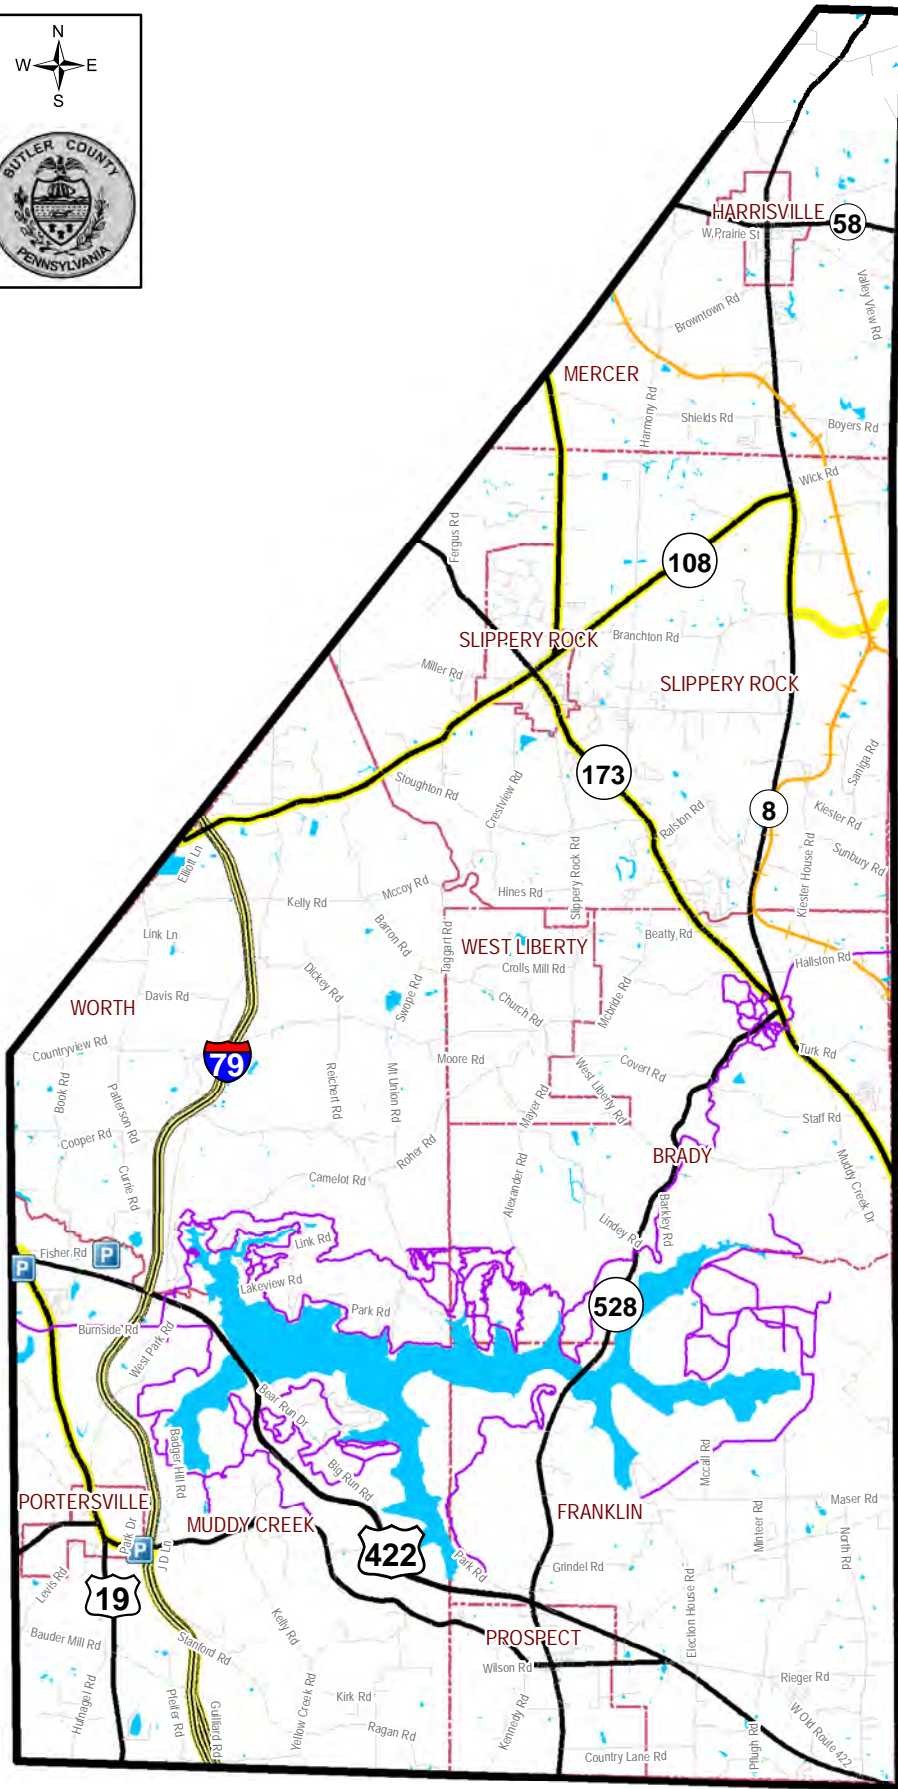 N
W E
S
BUTLER COUNTY
PENNSYLVANIA
HARRISVILLE
58
W Prairie St
Valley View Rd
Browntown Rd
MERCER
Harmony Rd
Shields Rd
Boyers Rd
Wick Rd
Fergus Rd
108
SLIPPERY ROCK
Branchton Rd
Miller Rd
SLIPPERY ROCK
173
Stoughton Rd
Crestview Rd
Saniga Rd
8
Ralston Rd
Kiester Rd
Sunbury Rd
Elliott Ln
Slippery Rock Rd
Kiester House Rd
Mccoy Rd
Kelly Rd
Hines Rd
Link Ln
Barron Rd
Taggart Rd
WEST LIBERTY
Beatty Rd
Crolls Mill Rd
Hallston Rd
Dickey Rd
Swope Rd
Davis Rd
WORTH
Church Rd
Mcbride Rd
Countryview Rd
79
Moore Rd
Turk Rd
Covert Rd
Book Rd
Patterson Rd
Reichert Rd
Mt Union Rd
Mayer Rd
West Liberty Rd
Staff Rd
Cooper Rd
Roher Rd
BRADY
Currie Rd
Camelot Rd
Alexander Rd
Muddy Creek Dr
Barkley Rd
Lindey Rd
Link Rd
Fisher Rd
P
P
Lakeview Rd
528
Park Rd
Burnside Rd
West Park Rd
Bear Run Dr
Badger Hill Rd
Big Run Rd
Mccall Rd
PORTERSVILLE
Maser Rd
FRANKLIN
Minteer Rd
MUDDY CREEK
Park Dr
P
J D Ln
North Rd
422
Park Rd
Grindel Rd
Levis Rd
19
Election House Rd
Kelly Rd
Bauder Mill Rd
Stanford Rd
PROSPECT
Wilson Rd
Rieger Rd
Hufnagel Rd
Pfeifer Rd
Guillard Rd
Yellow Creek Rd
Kirk Rd
Ragan Rd
Kennedy Rd
Pflugh Rd
W Old Route 422
Country Lane Rd